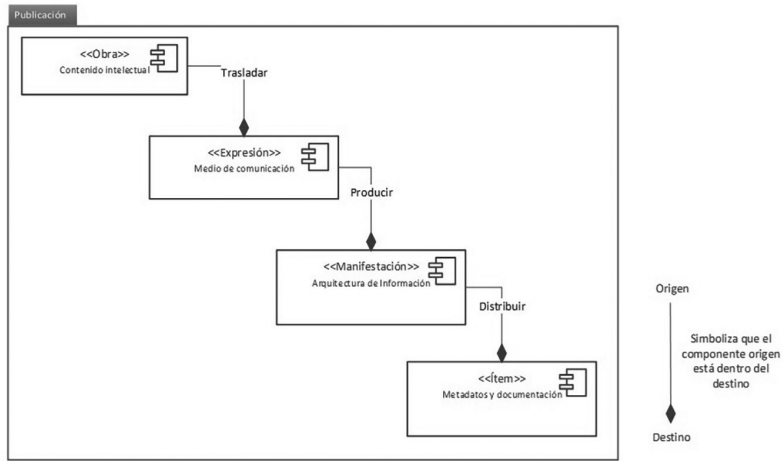 Publicación
<<Obra>>
Contenido intelectual
Trasladar
<<Expresión>>
Medio de comunicación
Producir
<<Manifestación>>
Arquitectura de Información
Distribuir
<<Ítem>>
Metadatos y documentación
Origen
Simboliza que el
componente origen
está dentro del
destino
Destino